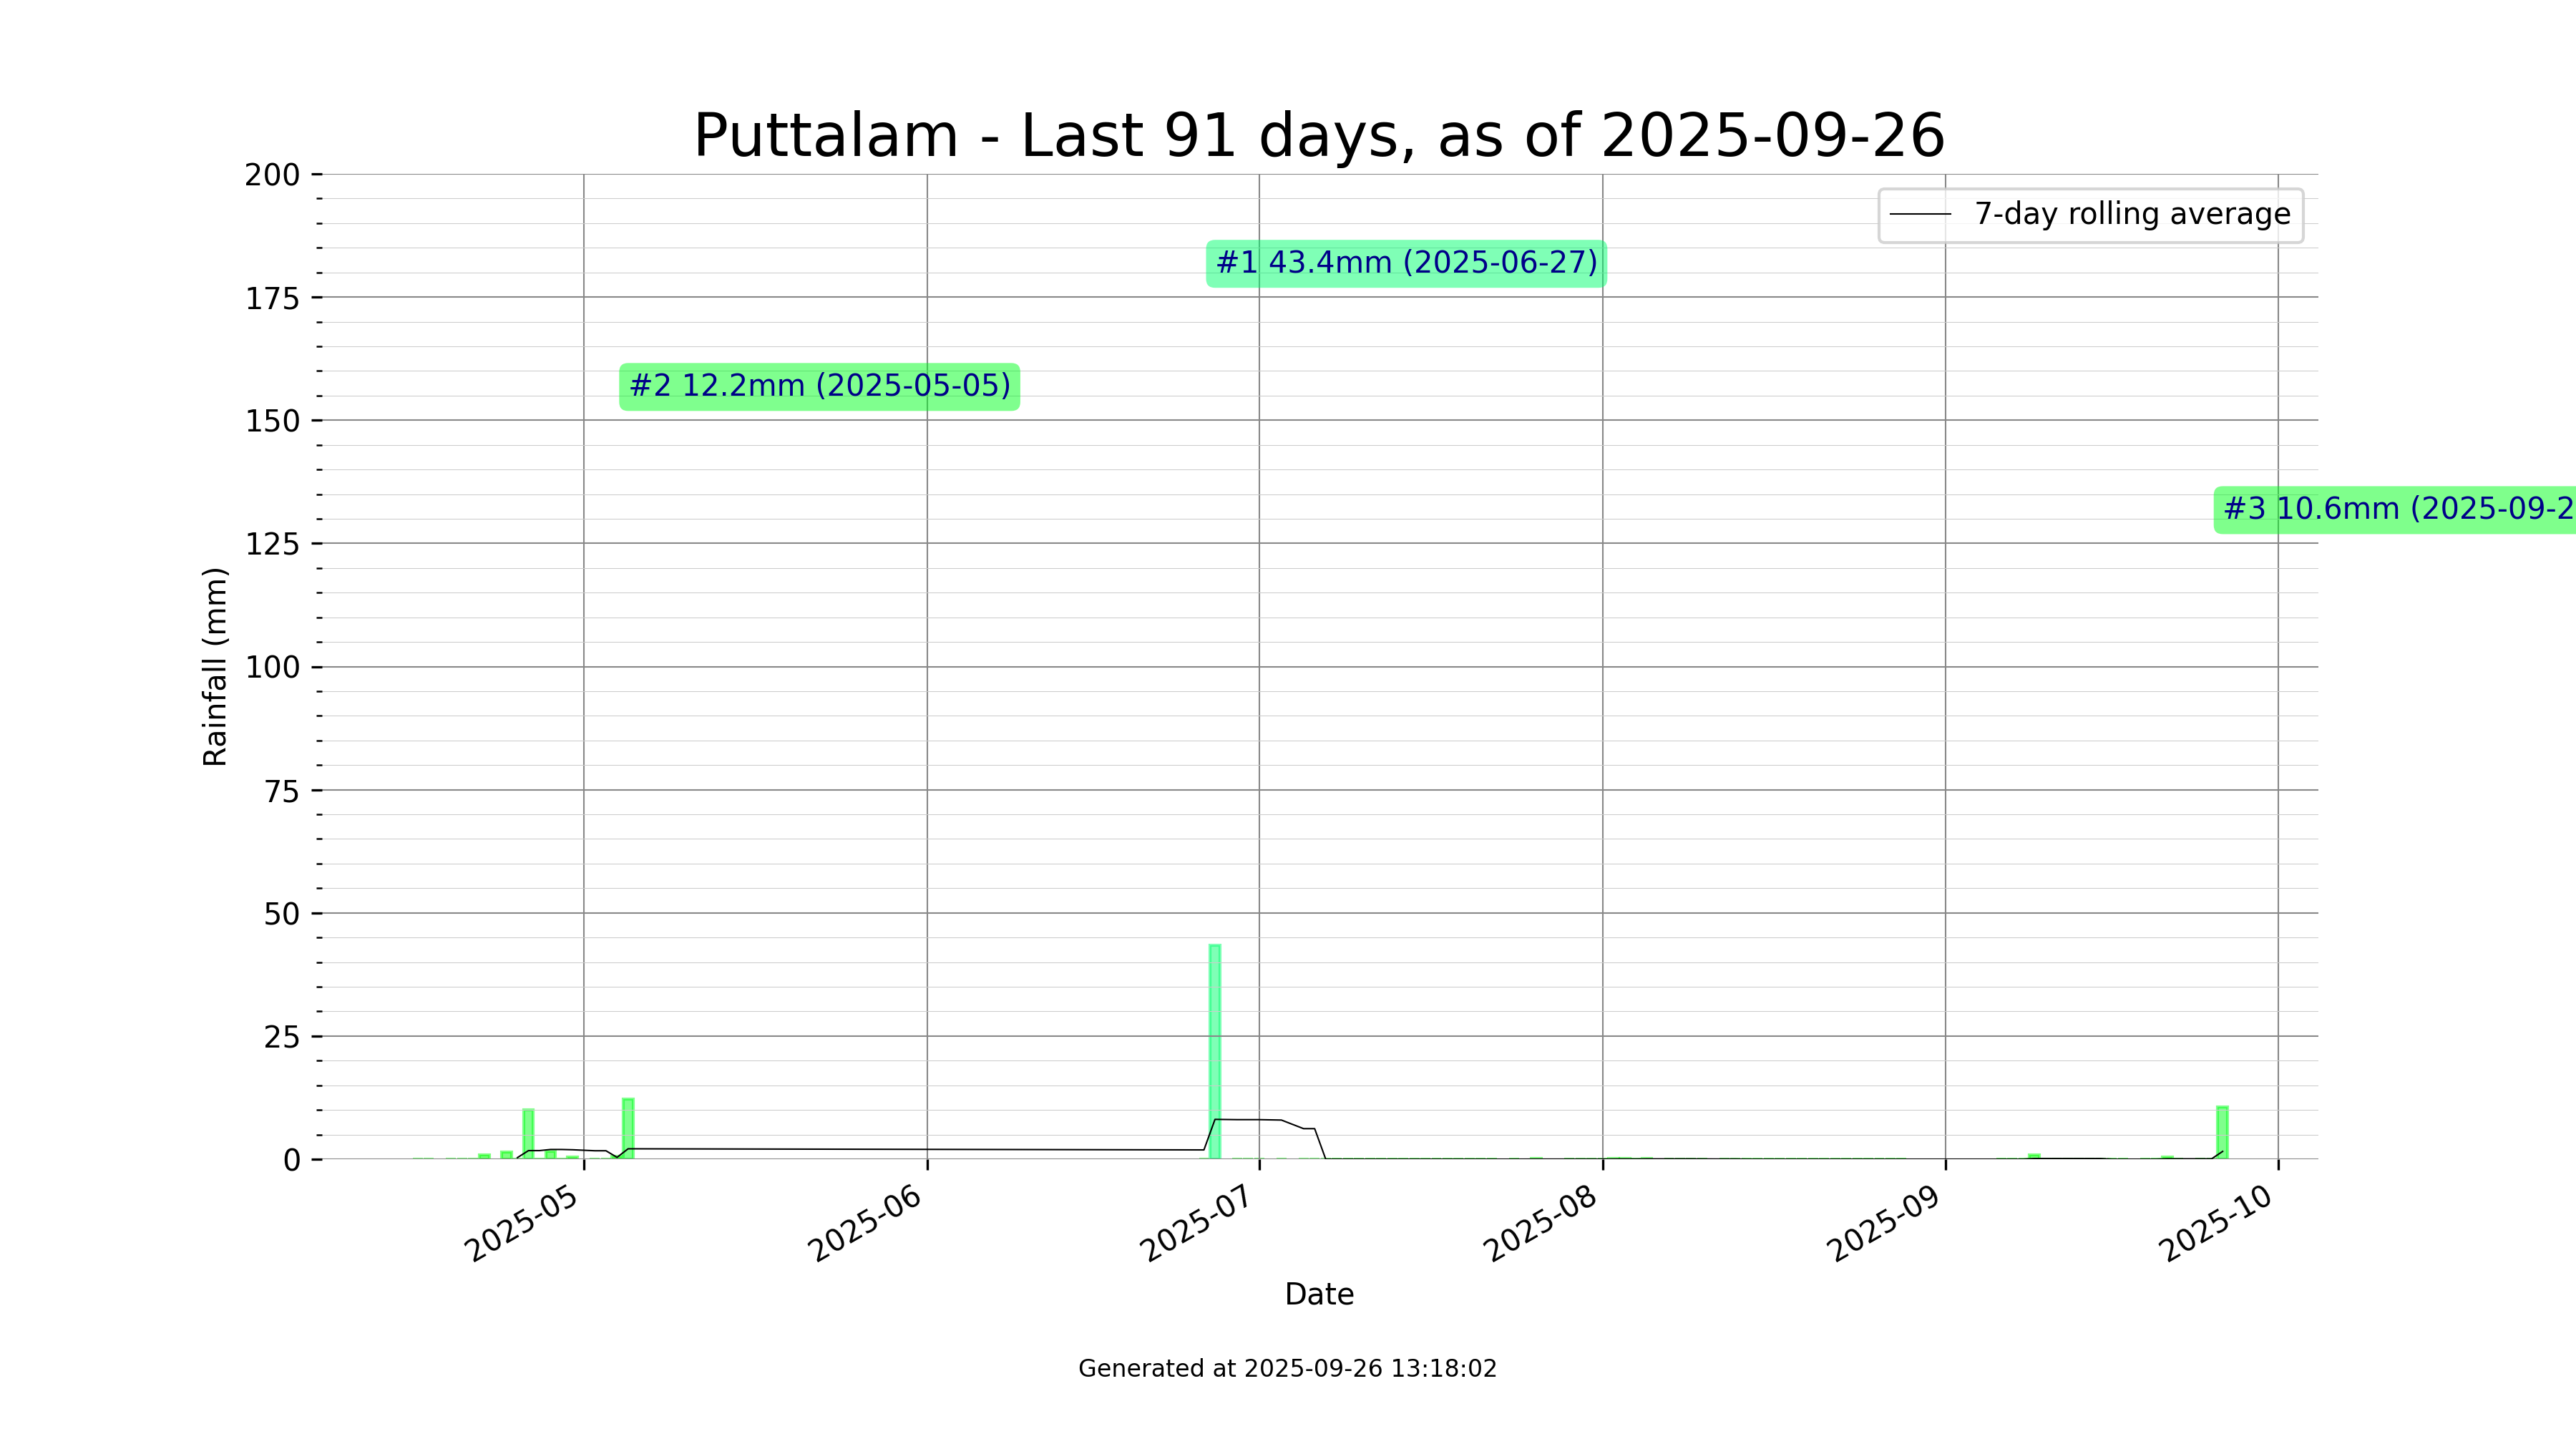 Puttalam - Last 91 days, as of 2025-09-26
200
175
150
125
100
75
50
25
0
Rainfall (mm)
7-day rolling average
#1 43.4mm (2025-06-27)
#2 12.2mm (2025-05-05)
#3 10.6mm (2025-09-2
2025-05
2025-06
2025-07
2025-08
2025-09
2025-10
Date
Generated at 2025-09-26 13:18:02